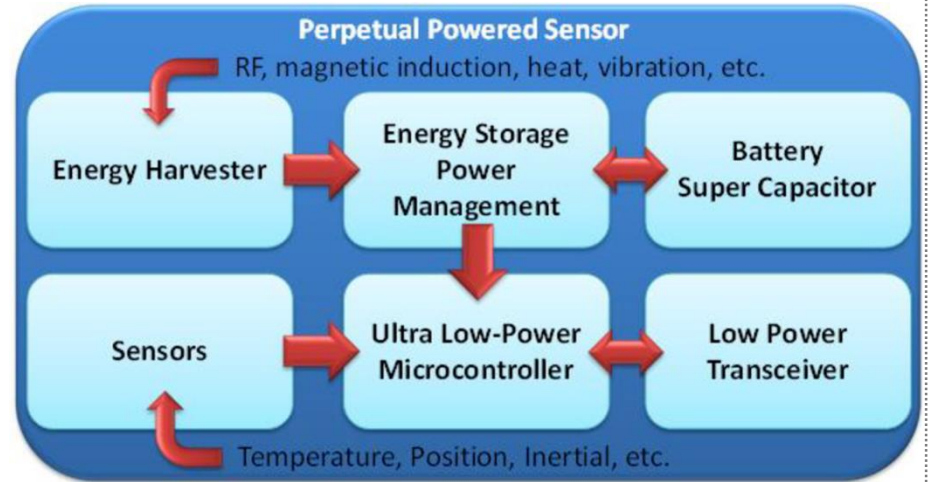 Perpetual Powered Sensor
RF, magnetic induction, heat, vibration, etc.
Energy Harvester
Energy Storage
Power
Management
Battery
Super Capacitor
Sensors
Ultra Low-Power
Microcontroller
Low Power
Transceiver
Temperature, Position, Inertial, etc.